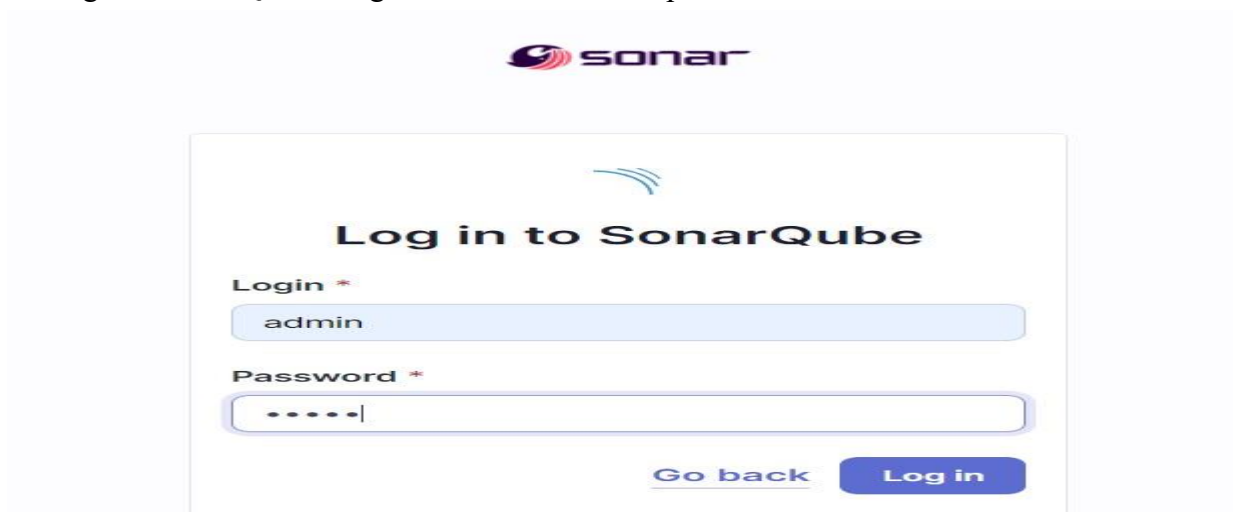 sonar
Log in to SonarQube
Login *
admin
Password *
•••••
Go back Log in